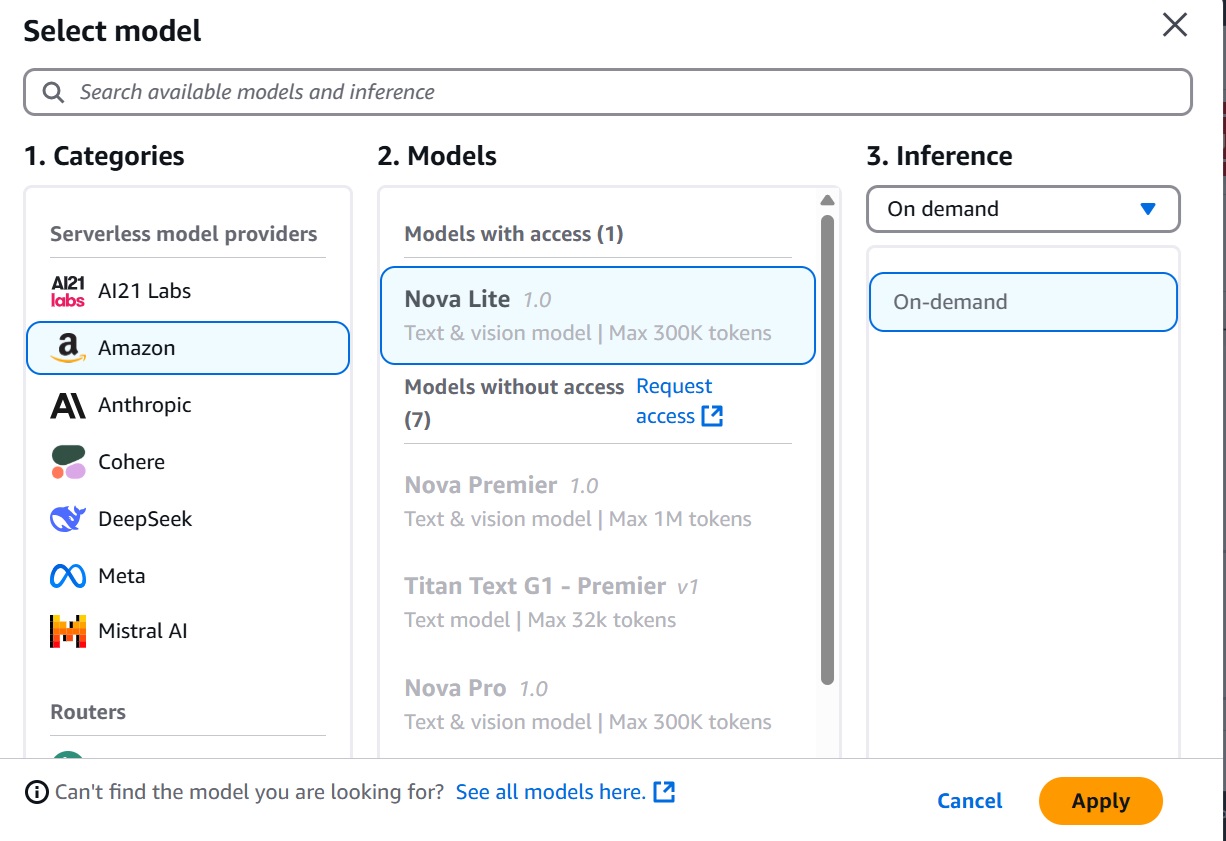 Select model
Search available models and inference
1. Categories
Serverless model providers
AI21 labs
AI21 Labs
a
Amazon
Anthropic
Cohere
DeepSeek
Meta
Mistral AI
Routers
2. Models
Models with access (1)
Nova Lite 1.0
Text & vision model | Max 300K tokens
Models without access (7)
Request access
Nova Premier 1.0
Text & vision model | Max 1M tokens
Titan Text G1 - Premier v1
Text model | Max 32k tokens
Nova Pro 1.0
Text & vision model | Max 300K tokens
3. Inference
On demand
On-demand
Can't find the model you are looking for? See all models here.
Cancel
Apply